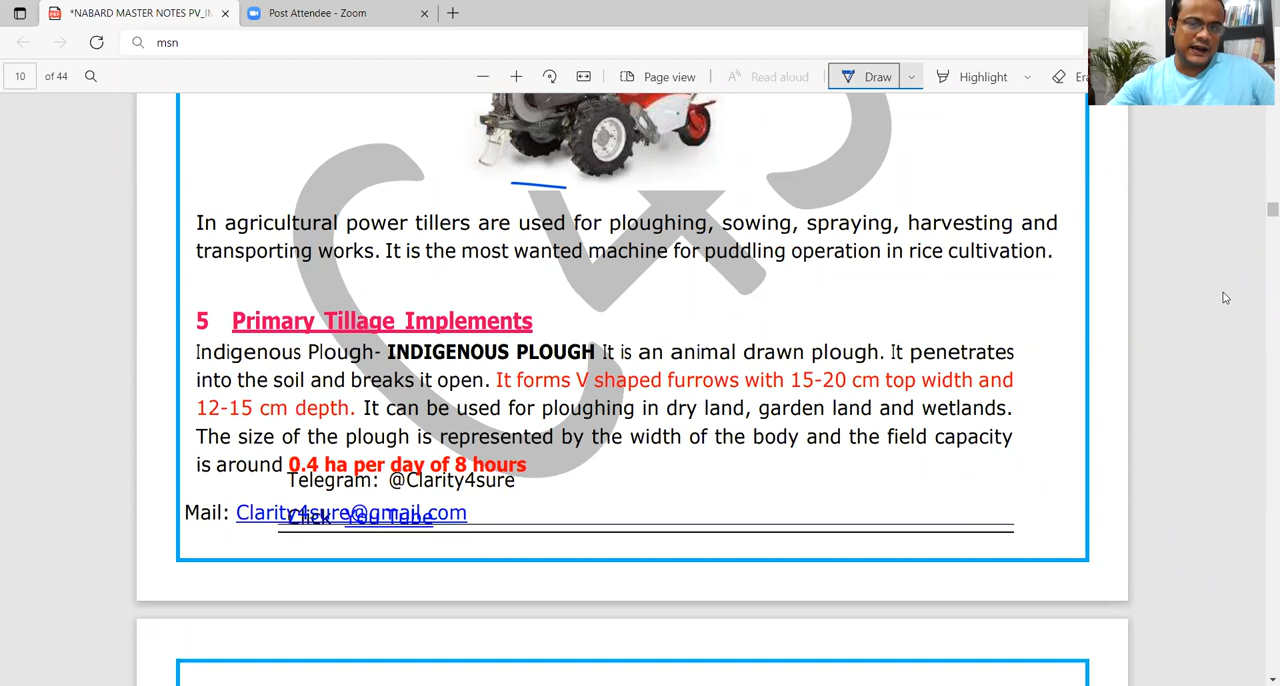 *NABARD MASTER NOTES PV_IN
Post Attendee - Zoom
msn
10 of 44
Page view
Read aloud
Draw
Highlight
Era
In agricultural power tillers are used for ploughing, sowing, spraying, harvesting and
transporting works. It is the most wanted machine for puddling operation in rice cultivation.
5 Primary Tillage Implements
Indigenous Plough- INDIGENOUS PLOUGH It is an animal drawn plough. It penetrates
into the soil and breaks it open. It forms V shaped furrows with 15-20 cm top width and
12-15 cm depth. It can be used for ploughing in dry land, garden land and wetlands.
The size of the plough is represented by the width of the body and the field capacity
is around 0.4 ha per day of 8 hours
Telegram: @Clarity4sure
Mail: Clarity4sure@gmail.com
Click You Tube